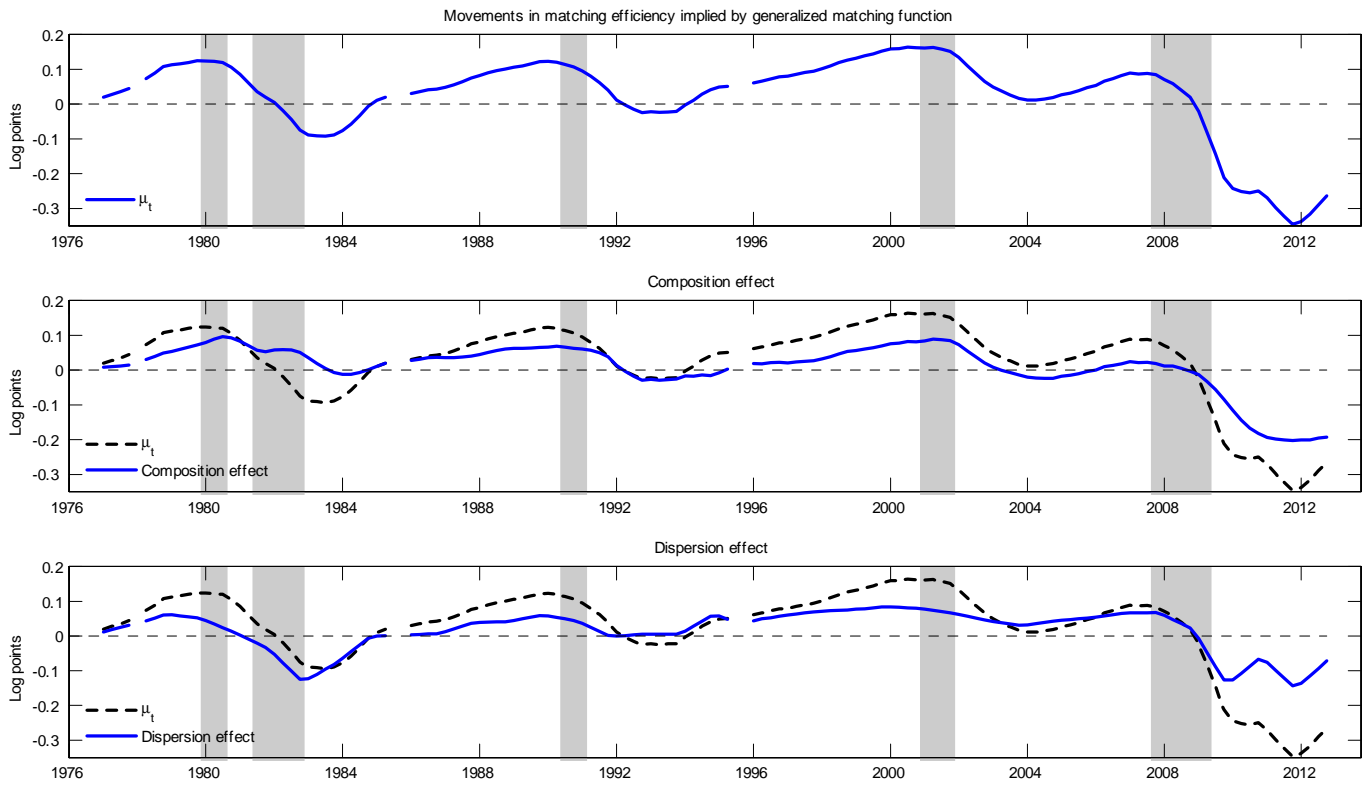 Movements in matching efficiency implied by generalized matching function
0.2
0.1
0
-0.1
-0.2
-0.3
Log points
μt
1976 1980 1984 1988 1992 1996 2000 2004 2008 2012
Composition effect
0.2
0.1
0
-0.1
-0.2
-0.3
Log points
μt
Composition effect
1976 1980 1984 1988 1992 1996 2000 2004 2008 2012
Dispersion effect
0.2
0.1
0
-0.1
-0.2
-0.3
Log points
μt
Dispersion effect
1976 1980 1984 1988 1992 1996 2000 2004 2008 2012